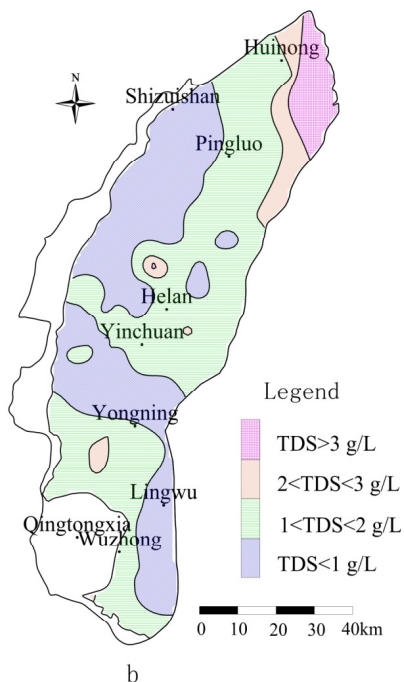 Huinong
N
Shizuishan
Pingluo
Helan
Yinchuan
Legend
Yongning
TDS>3 g/L
2<TDS<3 g/L
Lingwu
1<TDS<2 g/L
Qingtongxia
Wuzhong
TDS<1 g/L
0 10 20 40km
b